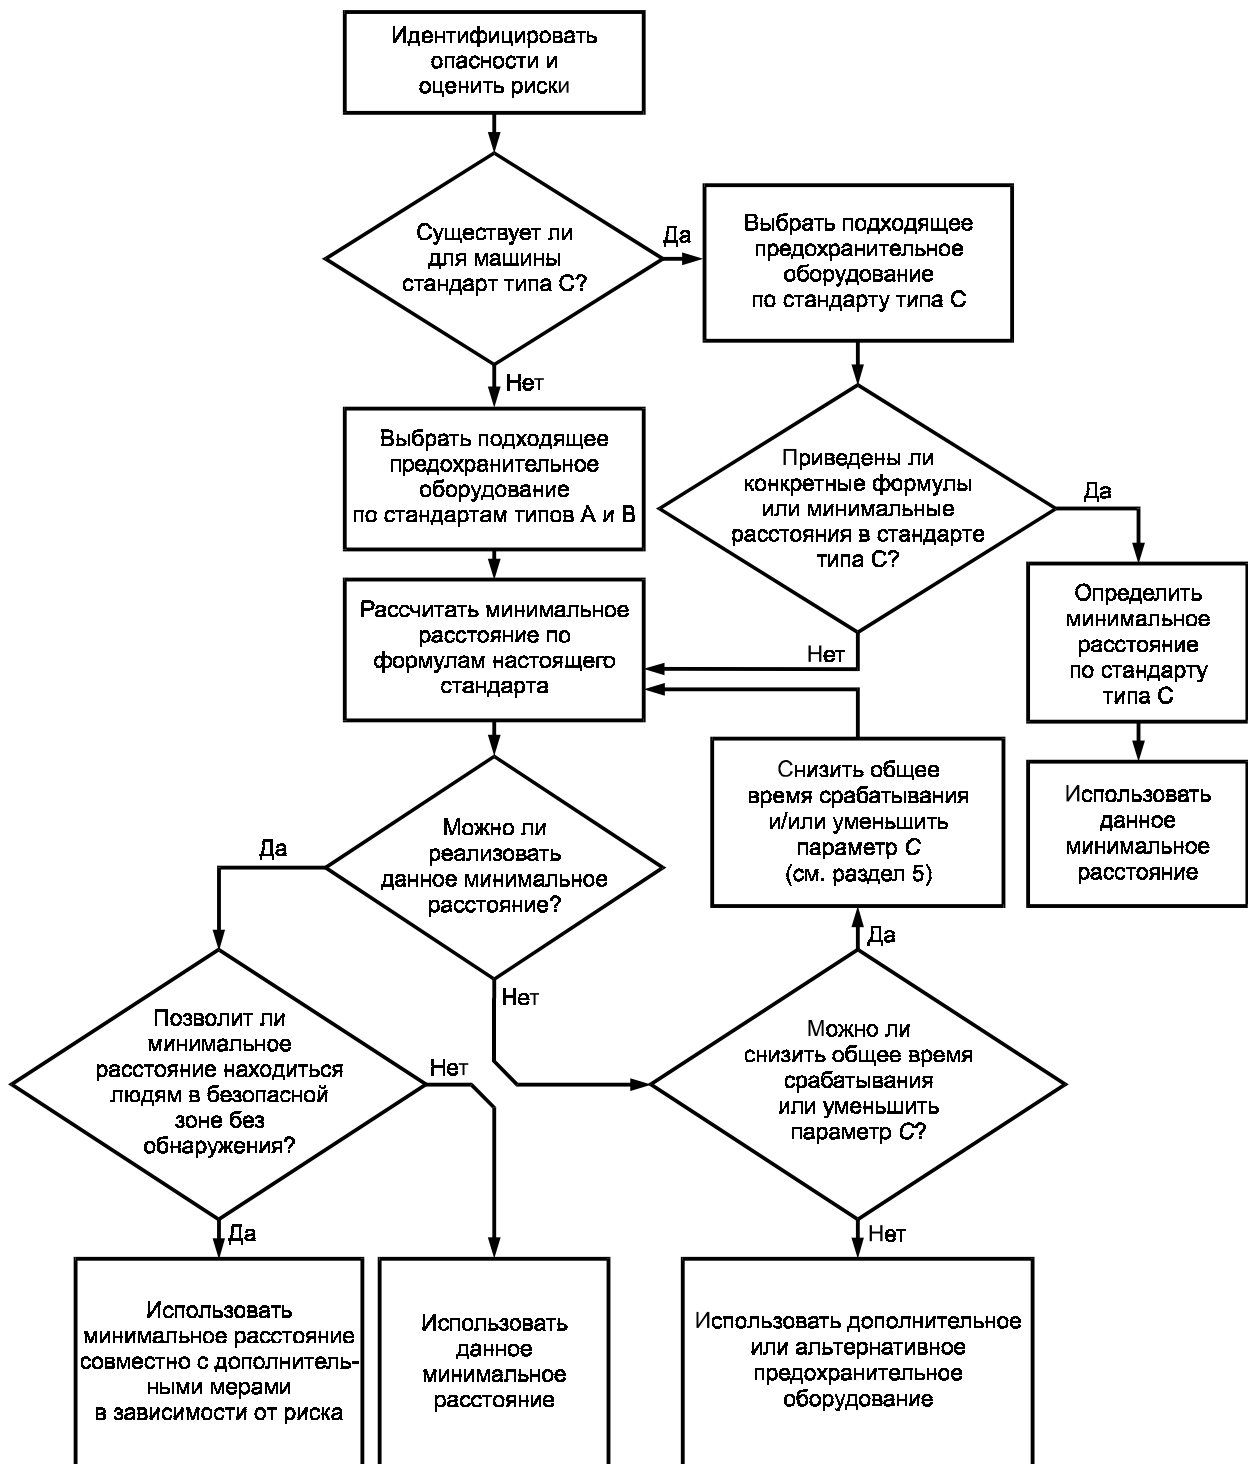 Идентифицировать
опасности и
оценить риски
Существует ли
для машины
стандарт типа С?
Да
Выбрать подходящее
предохранительное
оборудование
по стандарту типа С
Нет
Выбрать подходящее
предохранительное
оборудование
по стандартам типов А и В
Приведены ли
конкретные формулы
или минимальные
расстояния в стандарте
типа С?
Да
Рассчитать минимальное
расстояние по
формулам настоящего
стандарта
Нет
Определить
минимальное
расстояние
по стандарту
типа С
Снизить общее
время срабатывания
и/или уменьшить
параметр С
(см. раздел 5)
Использовать
данное
минимальное
расстояние
Можно ли
реализовать
данное минимальное
расстояние?
Да
Нет
Да
Позволит ли
минимальное
расстояние находиться
людям в безопасной
зоне без
обнаружения?
Нет
Можно ли
снизить общее время
срабатывания
или уменьшить
параметр С?
Да
Нет
Использовать
минимальное расстояние
совместно с дополнитель-
ными мерами
в зависимости от риска
Использовать
данное
минимальное
расстояние
Использовать дополнительное
или альтернативное
предохранительное
оборудование